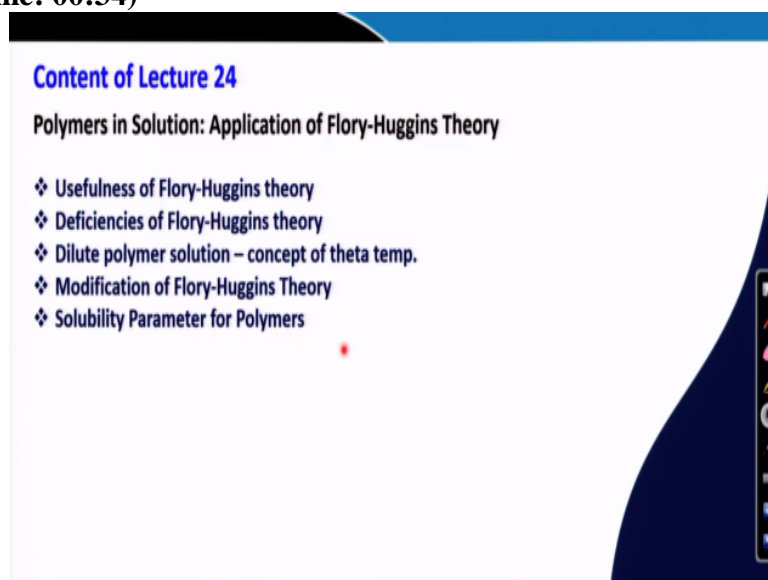 00:54)
Content of Lecture 24
Polymers in Solution: Application of Flory-Huggins Theory
❖ Usefulness of Flory-Huggins theory
❖ Deficiencies of Flory-Huggins theory
❖ Dilute polymer solution – concept of theta temp.
❖ Modification of Flory-Huggins Theory
❖ Solubility Parameter for Polymers